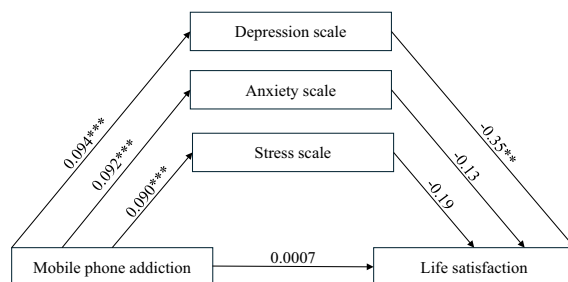 Depression scale
Anxiety scale
Stress scale
0.094***
0.092***
0.090***
-0.35**
-0.13
-0.19
Mobile phone addiction
0.0007
Life satisfaction